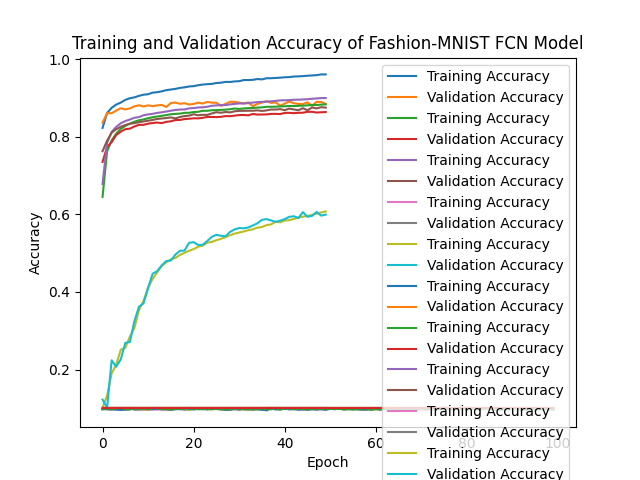 Training and Validation Accuracy of Fashion-MNIST FCN Model
1.0
0.8
0.6
0.4
0.2
Accuracy
Training Accuracy
Validation Accuracy
Training Accuracy
Validation Accuracy
Training Accuracy
Validation Accuracy
Training Accuracy
Validation Accuracy
Training Accuracy
Validation Accuracy
Training Accuracy
Validation Accuracy
Training Accuracy
Validation Accuracy
Training Accuracy
Validation Accuracy
Training Accuracy
Validation Accuracy
Training Accuracy
Validation Accuracy
0 20 40 60 80 100
Epoch